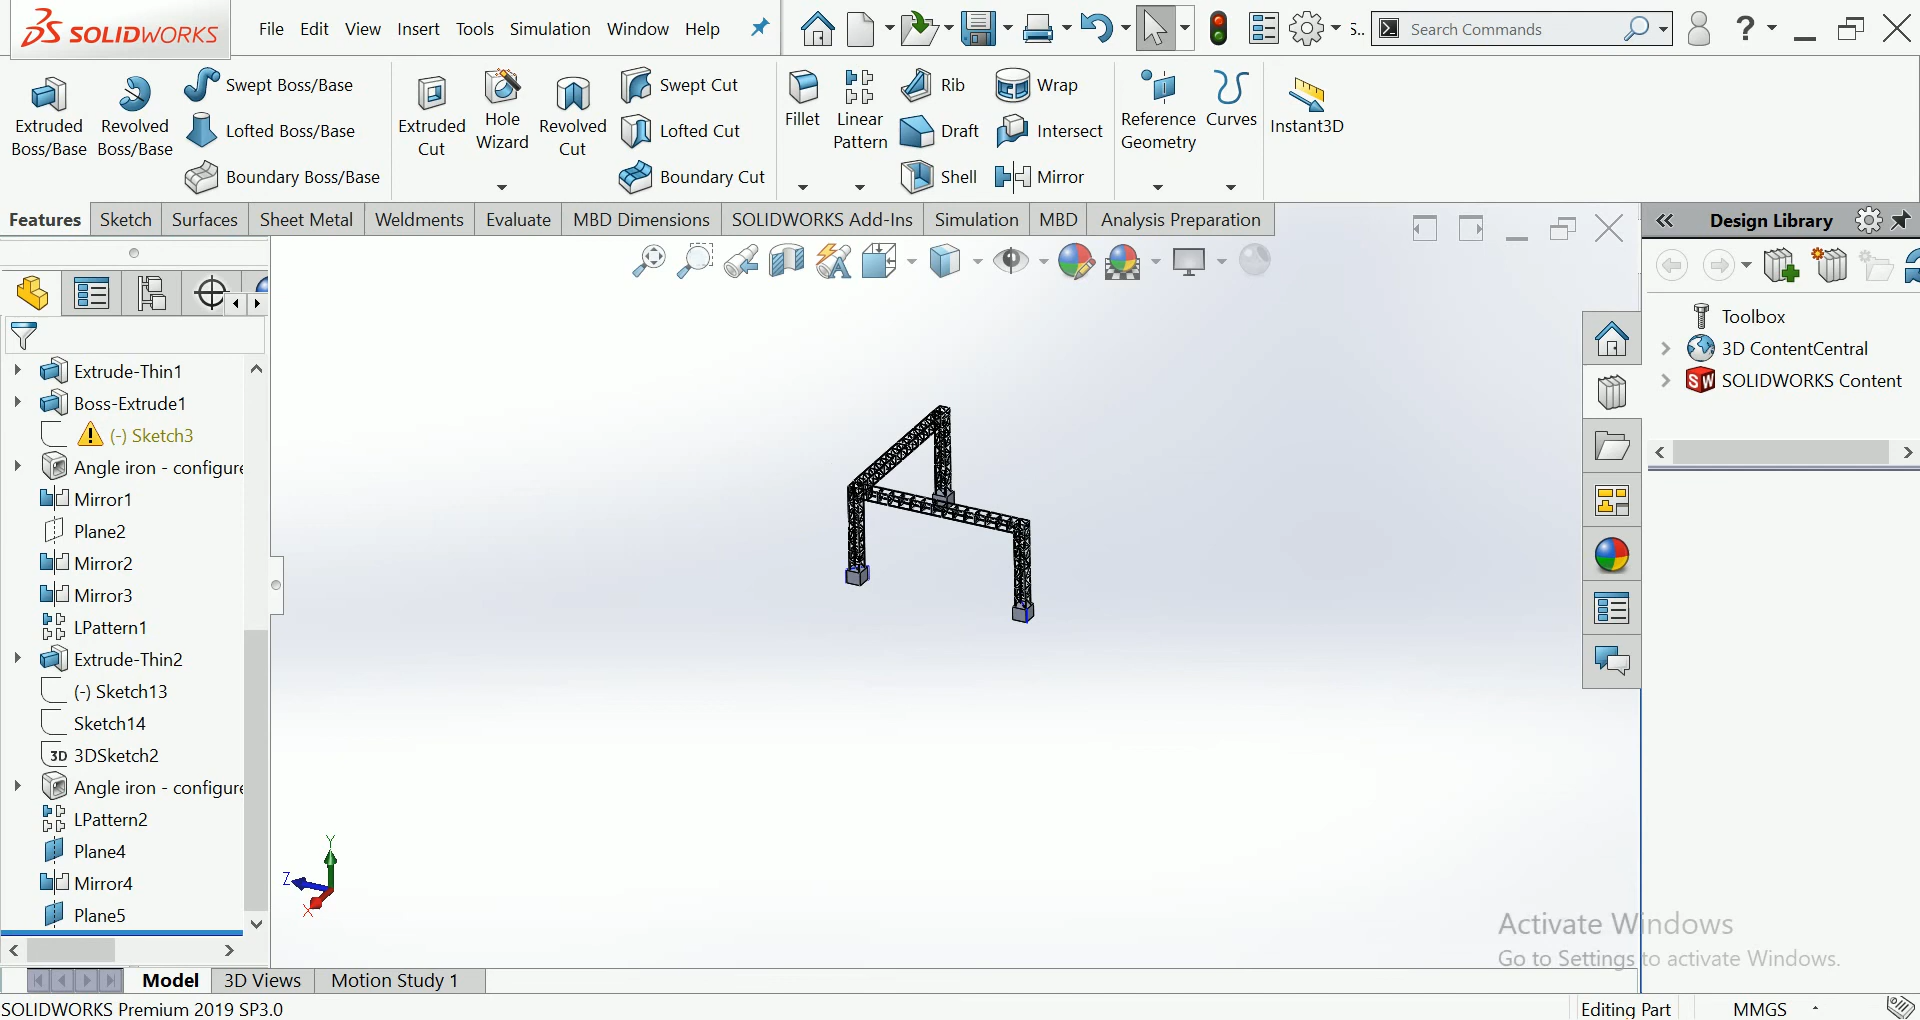 SOLIDWORKS
File Edit View Insert Tools Simulation Window Help
S..
Search Commands
?
Extruded Boss/Base
Revolved Boss/Base
Swept Boss/Base
Lofted Boss/Base
Boundary Boss/Base
Extruded Cut
Hole Wizard
Revolved Cut
Swept Cut
Lofted Cut
Boundary Cut
Fillet
Linear Pattern
Rib
Draft
Shell
Wrap
Intersect
Mirror
Reference Geometry
Curves
Instant3D
Features Sketch Surfaces Sheet Metal Weldments Evaluate MBD Dimensions SOLIDWORKS Add-Ins Simulation MBD Analysis Preparation
Design Library
Toolbox
3D ContentCentral
SOLIDWORKS Content
Extrude-Thin1
Boss-Extrude1
(-) Sketch3
Angle iron - configure
Mirror1
Plane2
Mirror2
Mirror3
LPattern1
Extrude-Thin2
(-) Sketch13
Sketch14
3D 3DSketch2
Angle iron - configure
LPattern2
Plane4
Mirror4
Plane5
Y
Z
X
Activate Windows
Go to Settings to activate Windows.
Model 3D Views Motion Study 1
SOLIDWORKS Premium 2019 SP3.0
Editing Part
MMGS